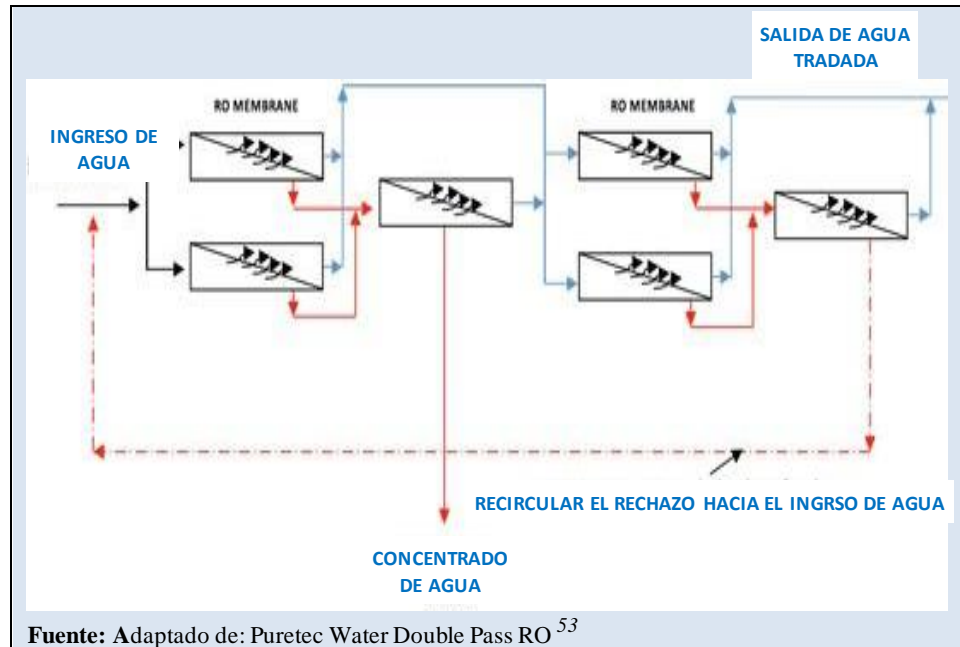 SALIDA DE AGUA
TRADADA
RO MEMBRANE
RO MEMBRANE
INGRESO DE
AGUA
RECIRCULAR EL RECHAZO HACIA EL INGRSO DE AGUA
CONCENTRADO
DE AGUA
Fuente: Adaptado de: Puretec Water Double Pass RO 53